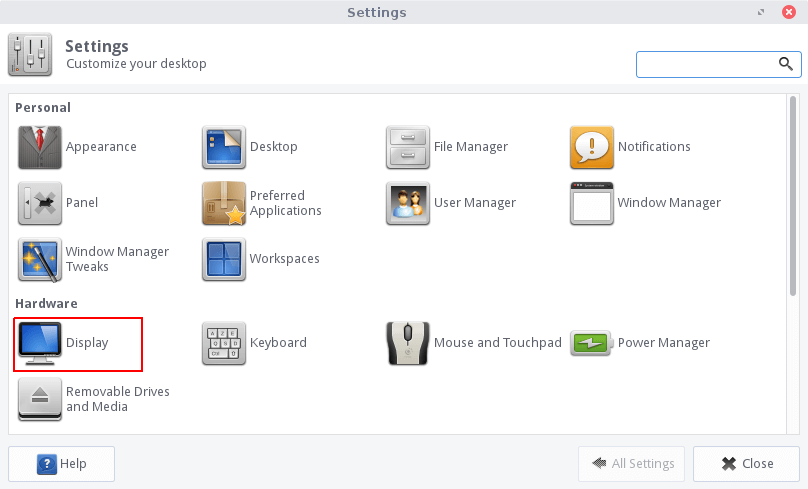 Settings
Settings
Customize your desktop
Personal
Appearance
Desktop
File Manager
Notifications
Panel
Preferred
Applications
User Manager
Window Manager
Window Manager
Tweaks
Workspaces
Hardware
Display
Keyboard
Mouse and Touchpad
Power Manager
Removable Drives
and Media
Help
All Settings
Close